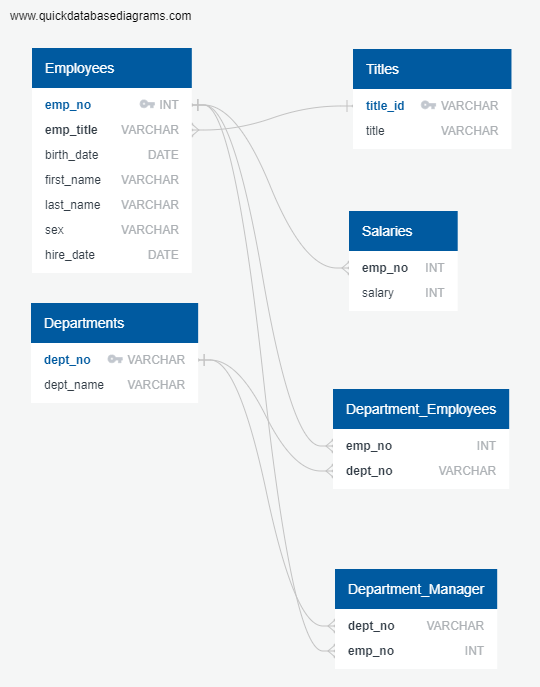 www.quickdatabasediagrams.com
Employees
emp_no INT
emp_title VARCHAR
birth_date DATE
first_name VARCHAR
last_name VARCHAR
sex VARCHAR
hire_date DATE
Titles
title_id VARCHAR
title VARCHAR
Salaries
emp_no INT
salary INT
Departments
dept_no VARCHAR
dept_name VARCHAR
Department_Employees
emp_no INT
dept_no VARCHAR
Department_Manager
dept_no VARCHAR
emp_no INT